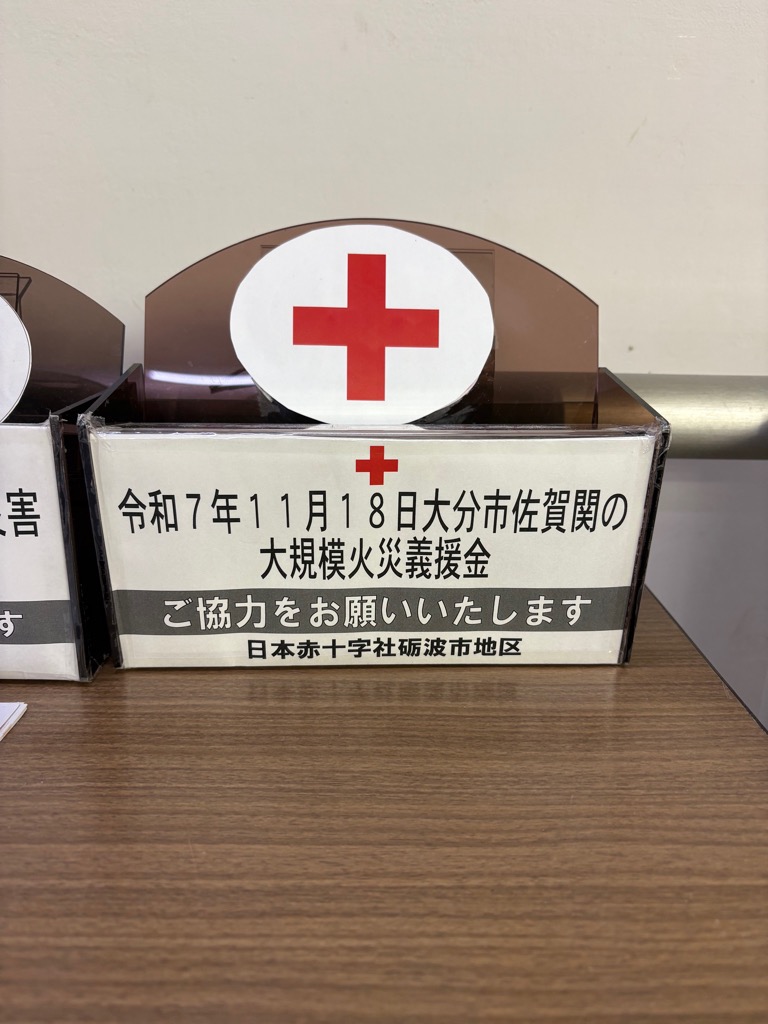 令和７年１１月１８日大分市佐賀関の
大規模火災義援金
ご協力をお願いいたします
日本赤十字社砺波市地区
害
す